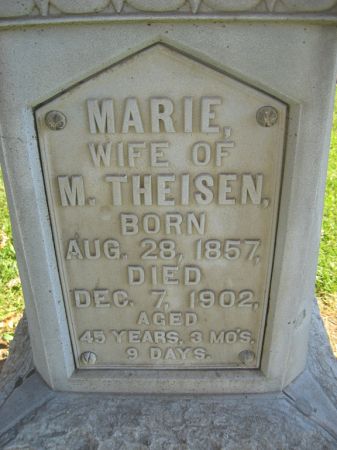 MARIE,
WIFE OF
M. THEISEN,
BORN
AUG. 28, 1857,
DIED
DEC. 7, 1902,
AGED
45 YEARS. 3 MO'S.
9 DAYS.